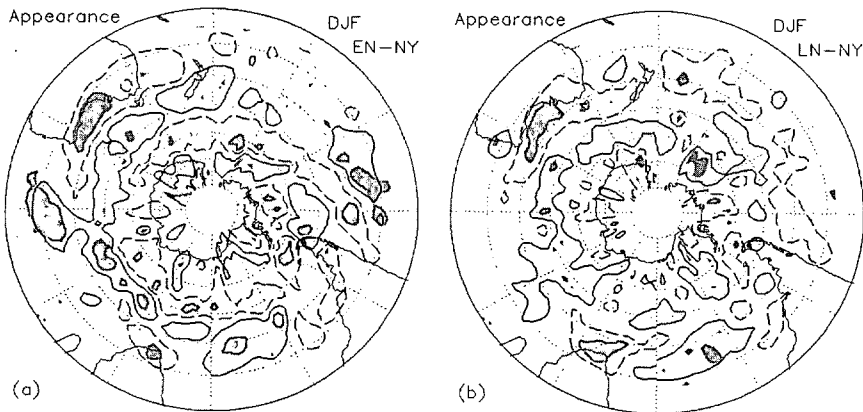 Appearance
DJF
EN-NY
(a)
Appearance
DJF
LN-NY
(b)